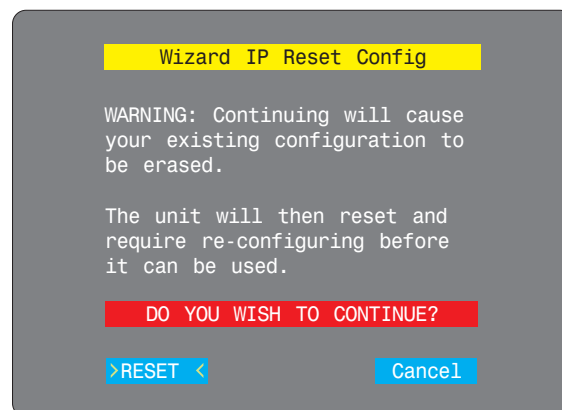 Wizard IP Reset Config
WARNING: Continuing will cause
your existing configuration to
be erased.
The unit will then reset and
require re-configuring before
it can be used.
DO YOU WISH TO CONTINUE?
>RESET < Cancel